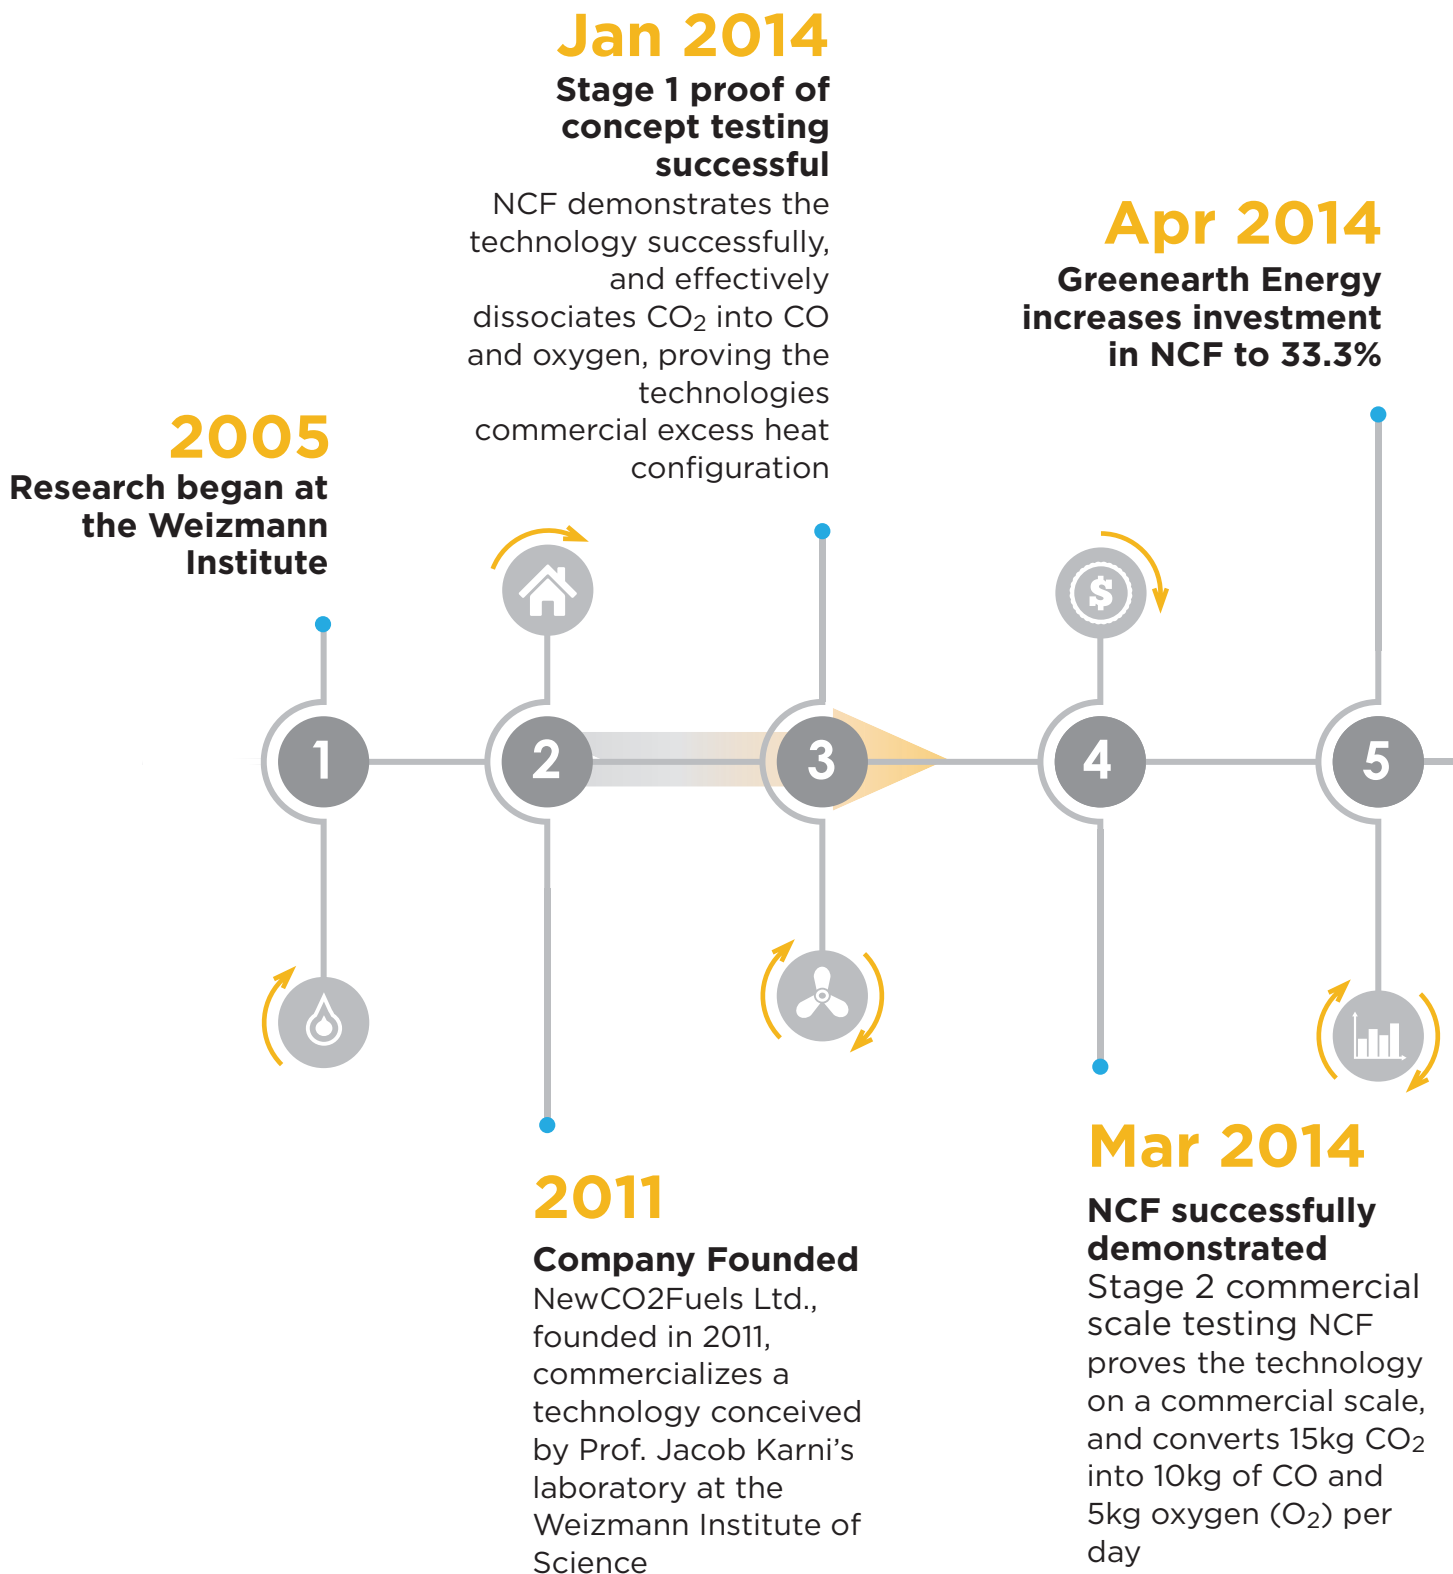 Jan 2014
Stage 1 proof of
concept testing
successful
NCF demonstrates the
technology successfully,
and effectively
dissociates CO₂ into CO
and oxygen, proving the
technologies
commercial excess heat
configuration
Apr 2014
Greenearth Energy
increases investment
in NCF to 33.3%
2005
Research began at
the Weizmann
Institute
$
1
2
3
4
5
2011
Company Founded
NewCO2Fuels Ltd.,
founded in 2011,
commercializes a
technology conceived
by Prof. Jacob Karni’s
laboratory at the
Weizmann Institute of
Science
Mar 2014
NCF successfully
demonstrated
Stage 2 commercial
scale testing NCF
proves the technology
on a commercial scale,
and converts 15kg CO₂
into 10kg of CO and
5kg oxygen (O₂) per
day